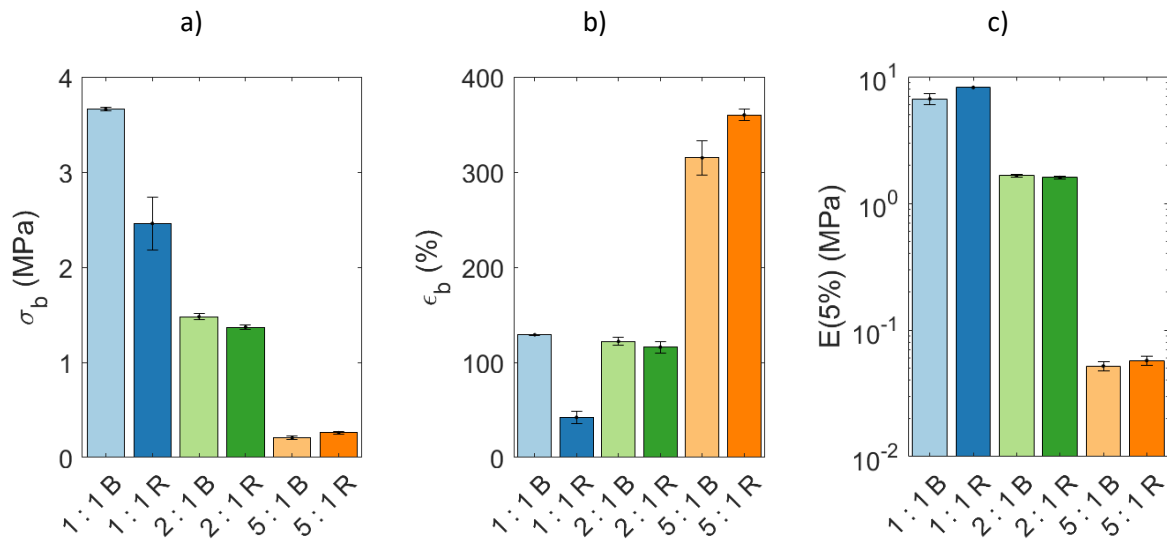 a)
b)
c)
σ_b (MPa)
4
3
2
1
0
1 : 1 B
1: 1 R
2: 1 B
2: 1 R
5: 1 B
5: 1 R
ϵ_b (%)
400
300
200
100
0
1 : 1 B
1: 1 R
2: 1 B
2: 1 R
5: 1 B
5: 1 R
E(5%) (MPa)
10^1
10^0
10^-1
10^-2
1 : 1 B
1: 1 R
2: 1 B
2: 1 R
5: 1 B
5: 1 R